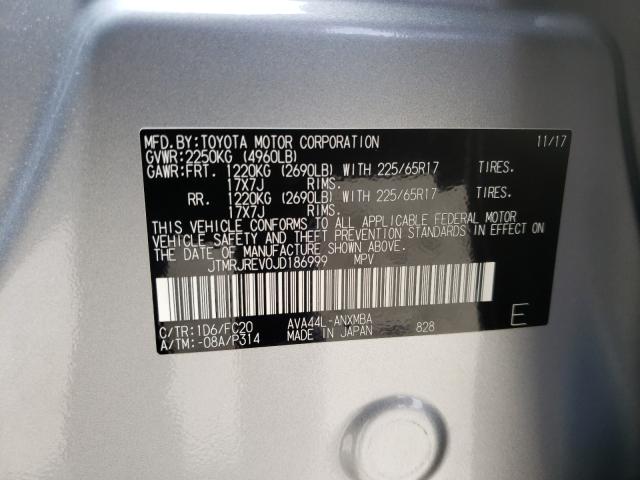 MFD.BY:TOYOTA MOTOR CORPORATION 11/17
GVWR:2250KG (4960LB)
GAWR:FRT. 1220KG (2690LB) WITH 225/65R17 TIRES.
17X7J RIMS.
RR. 1220KG (2690LB) WITH 225/65R17 TIRES.
17X7J RIMS.
THIS VEHICLE CONFORMS TO ALL APPLICABLE FEDERAL MOTOR
VEHICLE SAFETY AND THEFT PREVENTION STANDARDS IN EFFECT ON
THE DATE OF MANUFACTURE SHOWN ABOVE.
JTMRJREV0JD186999 MPV
C/TR:1D6/FC20 AVA44L-ANXMBA
A/TM:-08A/P314 MADE IN JAPAN 828 E